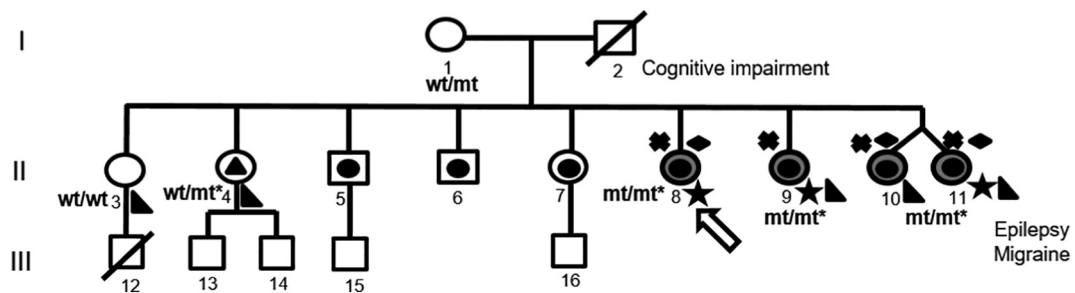 I
1
wt/mt
2
Cognitive impairment
II
wt/wt 3
wt/mt* 4
5
6
7
mt/mt* 8
9
mt/mt*
10
11
mt/mt*
Epilepsy
Migraine
III
12
13
14
15
16